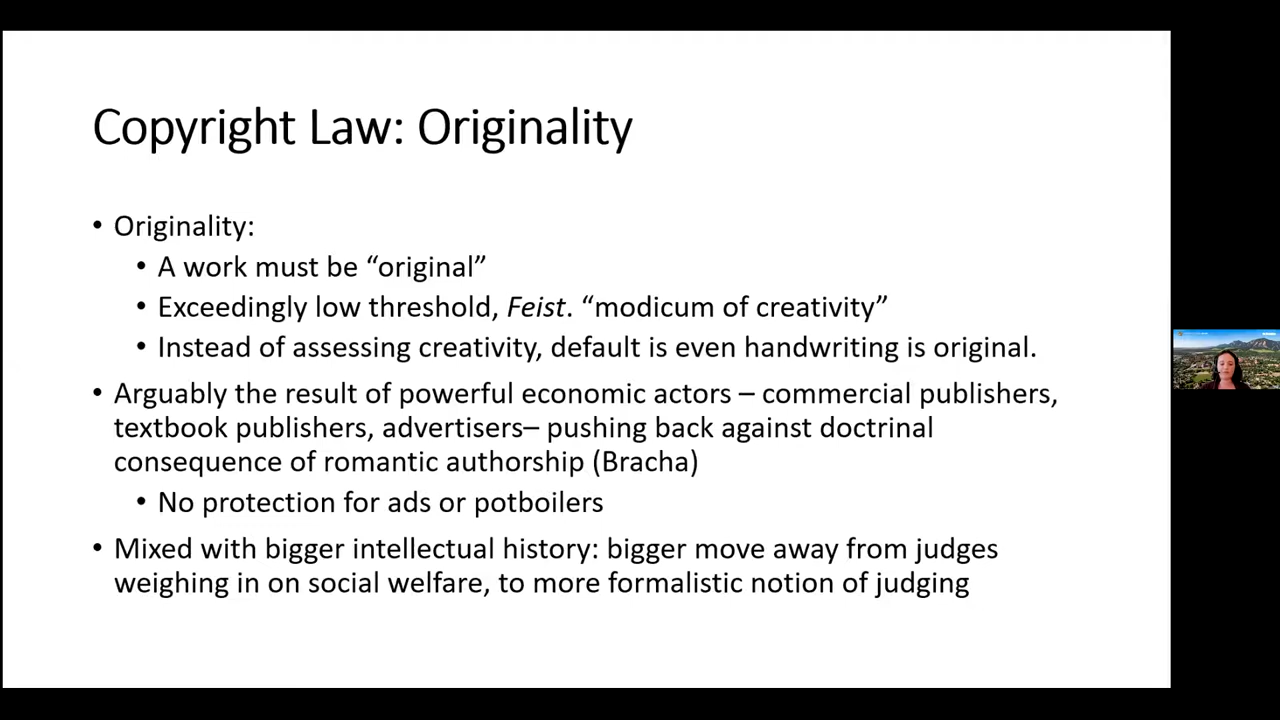 Copyright Law: Originality
• Originality:
• A work must be “original”
• Exceedingly low threshold, Feist. “modicum of creativity”
• Instead of assessing creativity, default is even handwriting is original.
• Arguably the result of powerful economic actors – commercial publishers,
textbook publishers, advertisers– pushing back against doctrinal
consequence of romantic authorship (Bracha)
• No protection for ads or potboilers
• Mixed with bigger intellectual history: bigger move away from judges
weighing in on social welfare, to more formalistic notion of judging